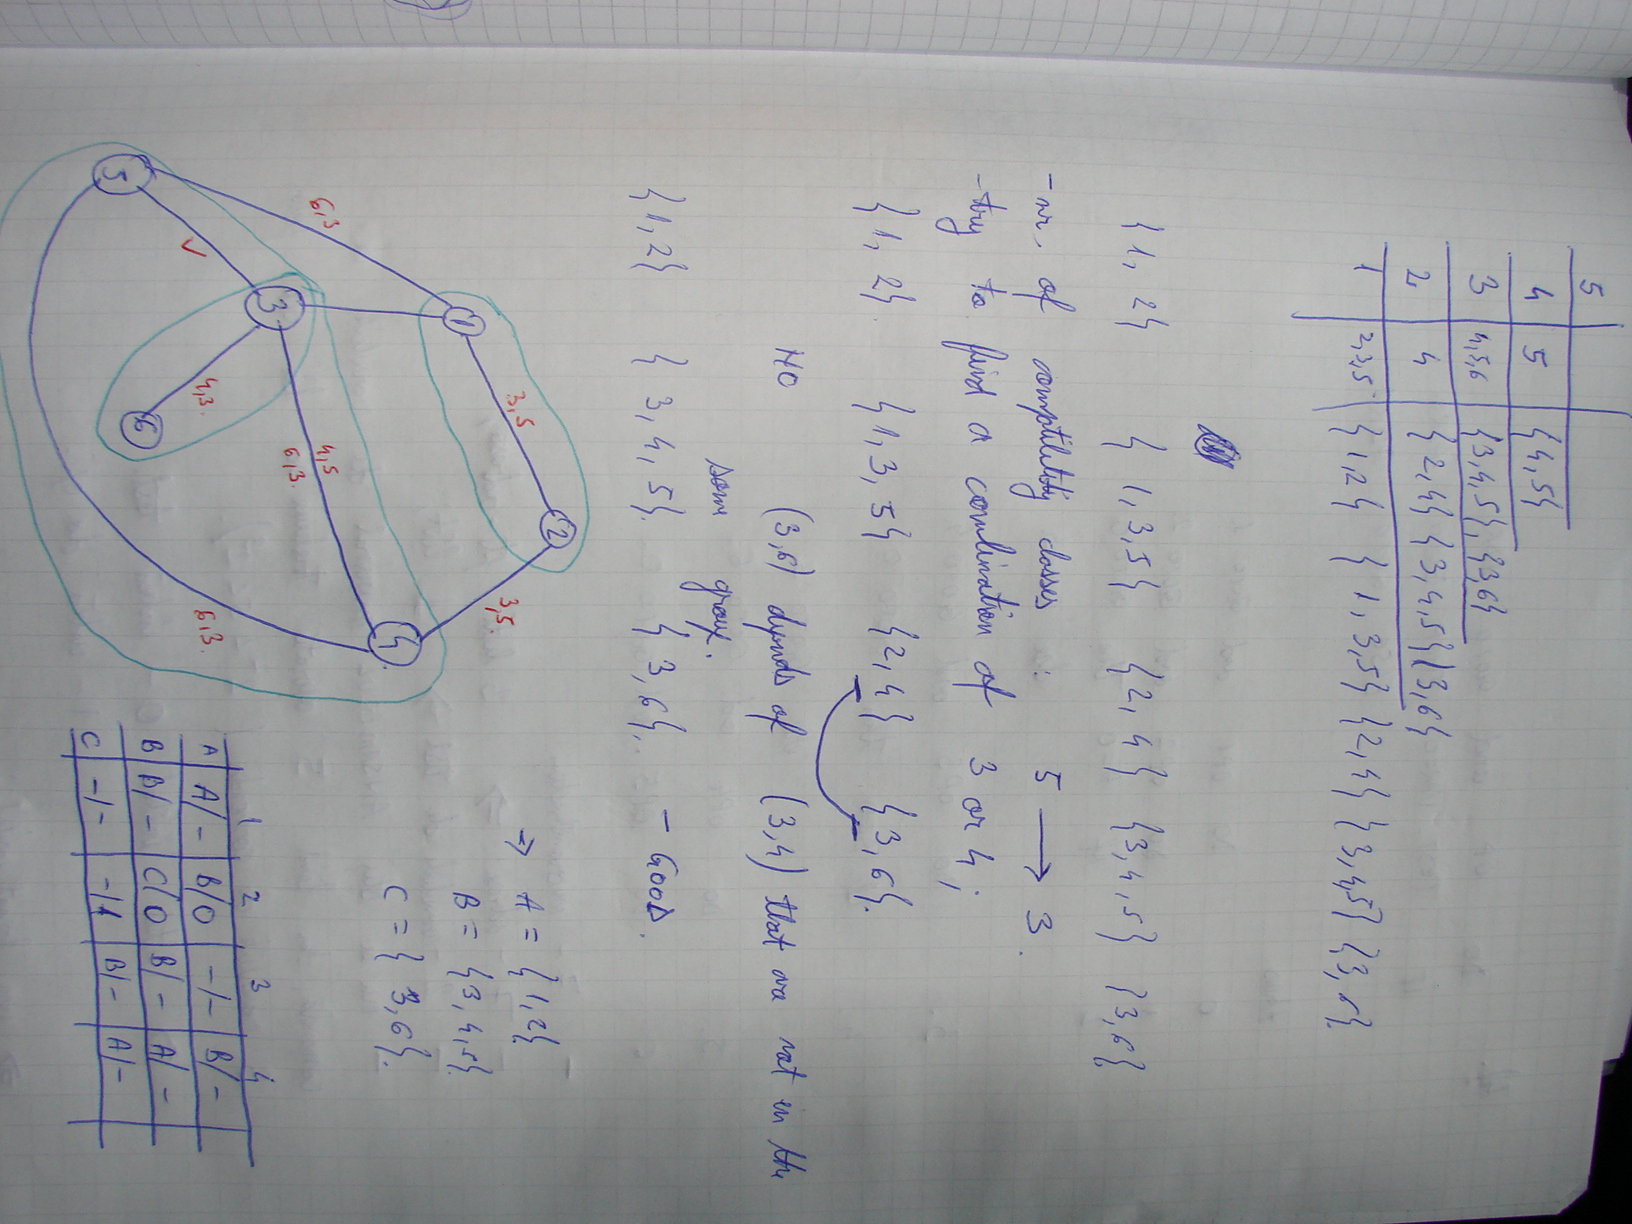 5
4 | 5 | {4,5}
3 | 4,5,6 | {3,4,5}, {3,6}
2 | 4 | {2,4} {3,4,5} {3,6}
1 | 2,3,5 | {1,2} {1,3,5} {2,4} {3,4,5} {3,6}
{1,2} {1,3,5} {2,4} {3,4,5} {3,6}
- nr. of comptilility classes : 5 → 3.
- try to find a combination of 3 or 4;
{1,2}. {1,3,5} {2,4} {3,6}.
NO (3,6) dynds of (3,4) that are not in the
sam group.
{1,2} {3,4,5}. {3,6}. - GOOD.
⇒ A = {1,2}
B = {3,4,5}.
C = {3,6}.
1
2
3
4
5
6
3,5
3,5.
6,3
4,5
6,3.
✓
4,3.
6,3.
1 2 3 4
A | A/- | B/0 | -/- | B/-
B | B/- | C/0 | B/- | A/-
C | -/- | -/1 | B/- | A/-